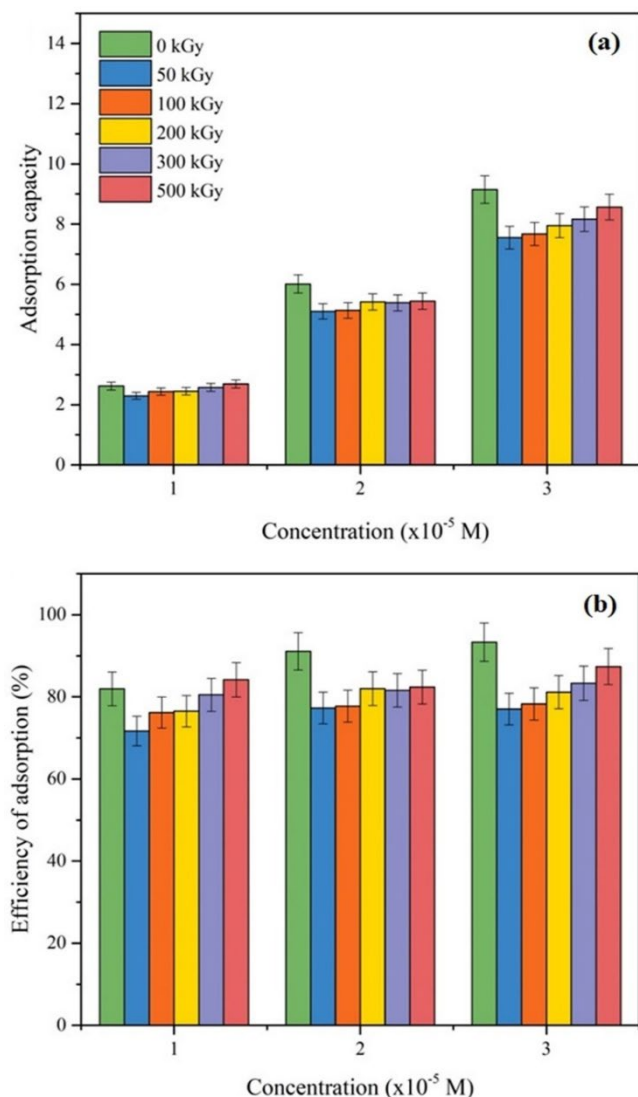 (a)
0 kGy
50 kGy
100 kGy
200 kGy
300 kGy
500 kGy
14
12
10
8
6
4
2
0
Adsorption capacity
1 2 3
Concentration (x10⁻⁵ M)
(b)
100
80
60
40
20
0
Efficiency of adsorption (%)
1 2 3
Concentration (x10⁻⁵ M)